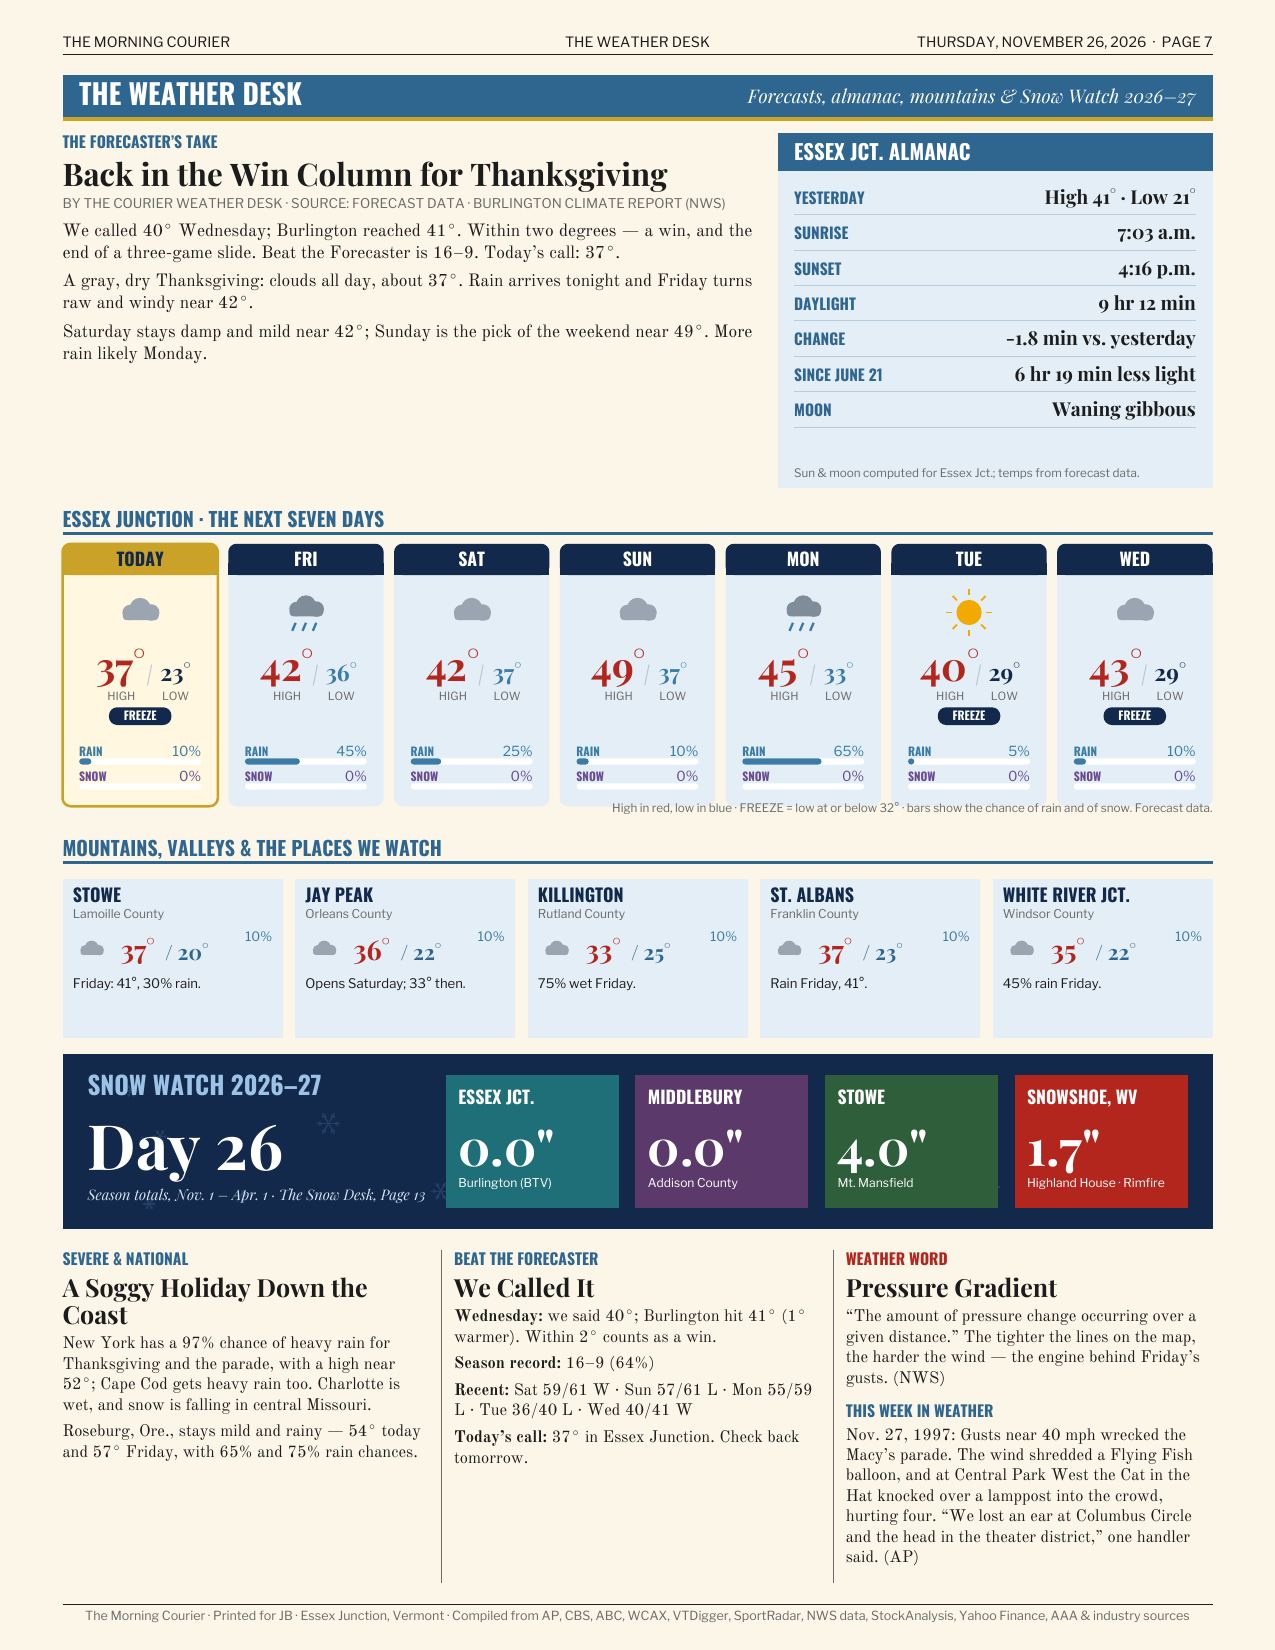 THE MORNING COURIER
THE WEATHER DESK
THURSDAY, NOVEMBER 26, 2026 · PAGE 7
THE WEATHER DESK
Forecasts, almanac, mountains & Snow Watch 2026–27
THE FORECASTER'S TAKE
Back in the Win Column for Thanksgiving
BY THE COURIER WEATHER DESK · SOURCE: FORECAST DATA · BURLINGTON CLIMATE REPORT (NWS)
We called 40° Wednesday; Burlington reached 41°. Within two degrees — a win, and the
end of a three-game slide. Beat the Forecaster is 16–9. Today's call: 37°.
A gray, dry Thanksgiving: clouds all day, about 37°. Rain arrives tonight and Friday turns
raw and windy near 42°.
Saturday stays damp and mild near 42°; Sunday is the pick of the weekend near 49°. More
rain likely Monday.
ESSEX JCT. ALMANAC
YESTERDAY High 41° · Low 21°
SUNRISE 7:03 a.m.
SUNSET 4:16 p.m.
DAYLIGHT 9 hr 12 min
CHANGE -1.8 min vs. yesterday
SINCE JUNE 21 6 hr 19 min less light
MOON Waning gibbous
Sun & moon computed for Essex Jct.; temps from forecast data.
ESSEX JUNCTION · THE NEXT SEVEN DAYS
TODAY
37° / 23°
HIGH LOW
FREEZE
RAIN 10%
SNOW 0%
FRI
42° / 36°
HIGH LOW
RAIN 45%
SNOW 0%
SAT
42° / 37°
HIGH LOW
RAIN 25%
SNOW 0%
SUN
49° / 37°
HIGH LOW
RAIN 10%
SNOW 0%
MON
45° / 33°
HIGH LOW
RAIN 65%
SNOW 0%
TUE
40° / 29°
HIGH LOW
FREEZE
RAIN 5%
SNOW 0%
WED
43° / 29°
HIGH LOW
FREEZE
RAIN 10%
SNOW 0%
High in red, low in blue · FREEZE = low at or below 32° · bars show the chance of rain and of snow. Forecast data.
MOUNTAINS, VALLEYS & THE PLACES WE WATCH
STOWE
Lamoille County
37° / 20° 10%
Friday: 41°, 30% rain.
JAY PEAK
Orleans County
36° / 22° 10%
Opens Saturday; 33° then.
KILLINGTON
Rutland County
33° / 25° 10%
75% wet Friday.
ST. ALBANS
Franklin County
37° / 23° 10%
Rain Friday, 41°.
WHITE RIVER JCT.
Windsor County
35° / 22° 10%
45% rain Friday.
SNOW WATCH 2026–27
Day 26
Season totals, Nov. 1 – Apr. 1 · The Snow Desk, Page 13
ESSEX JCT.
0.0"
Burlington (BTV)
MIDDLEBURY
0.0"
Addison County
STOWE
4.0"
Mt. Mansfield
SNOWSHOE, WV
1.7"
Highland House · Rimfire
SEVERE & NATIONAL
A Soggy Holiday Down the
Coast
New York has a 97% chance of heavy rain for
Thanksgiving and the parade, with a high near
52°; Cape Cod gets heavy rain too. Charlotte is
wet, and snow is falling in central Missouri.
Roseburg, Ore., stays mild and rainy — 54° today
and 57° Friday, with 65% and 75% rain chances.
BEAT THE FORECASTER
We Called It
Wednesday: we said 40°; Burlington hit 41° (1°
warmer). Within 2° counts as a win.
Season record: 16–9 (64%)
Recent: Sat 59/61 W · Sun 57/61 L · Mon 55/59
L · Tue 36/40 L · Wed 40/41 W
Today's call: 37° in Essex Junction. Check back
tomorrow.
WEATHER WORD
Pressure Gradient
“The amount of pressure change occurring over a
given distance.” The tighter the lines on the map,
the harder the wind — the engine behind Friday's
gusts. (NWS)
THIS WEEK IN WEATHER
Nov. 27, 1997: Gusts near 40 mph wrecked the
Macy's parade. The wind shredded a Flying Fish
balloon, and at Central Park West the Cat in the
Hat knocked over a lamppost into the crowd,
hurting four. “We lost an ear at Columbus Circle
and the head in the theater district,” one handler
said. (AP)
The Morning Courier · Printed for JB · Essex Junction, Vermont · Compiled from AP, CBS, ABC, WCAX, VTDigger, SportRadar, NWS data, StockAnalysis, Yahoo Finance, AAA & industry sources